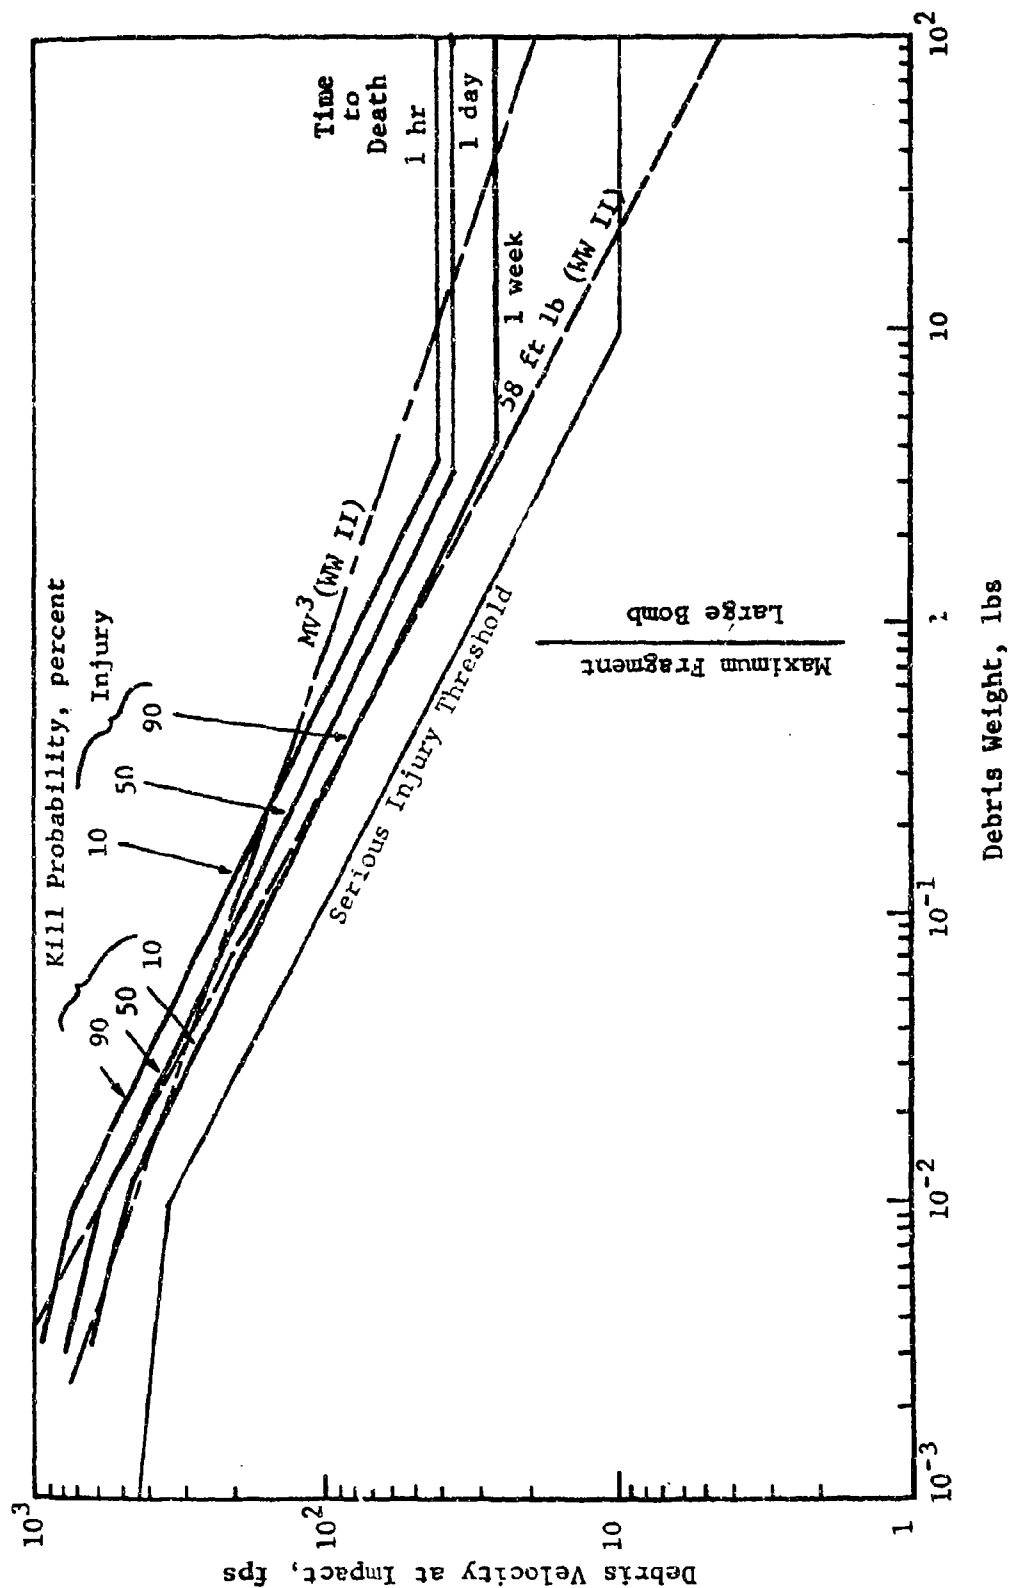 Kill Probability, percent
Injury
90
50
10
10
50
90
Time
to
Death
1 hr
1 day
1 week
MV³ (WW II)
58 ft lb (WW II)
Serious Injury Threshold
Maximum Fragment
Large Bomb
Debris Velocity at Impact, fps
10³
10²
10
1
10⁻³
10⁻²
10⁻¹
1
10
10²
Debris Weight, lbs